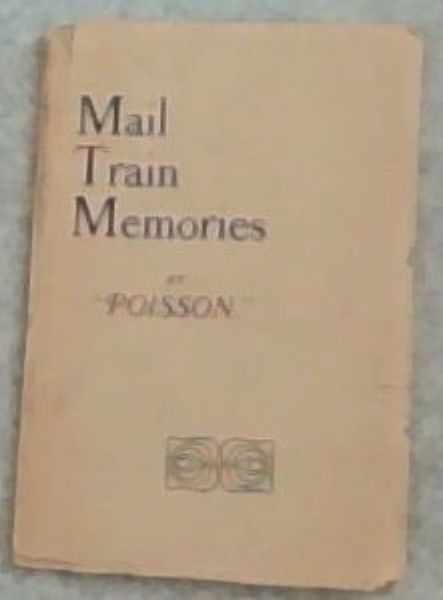 Mail
Train
Memories
BY
"POISSON"